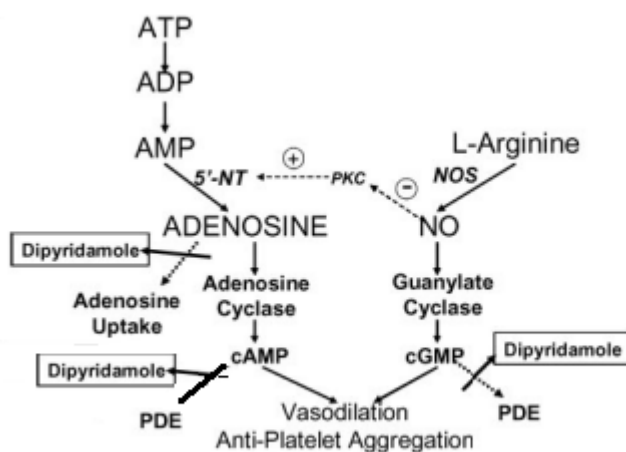 ATP
ADP
AMP
L-Arginine
5'-NT
+
PKC
−
NOS
ADENOSINE
NO
Dipyridamole
Adenosine
Uptake
Adenosine
Cyclase
Guanylate
Cyclase
Dipyridamole
cAMP
cGMP
Dipyridamole
PDE
Vasodilation
Anti-Platelet Aggregation
PDE